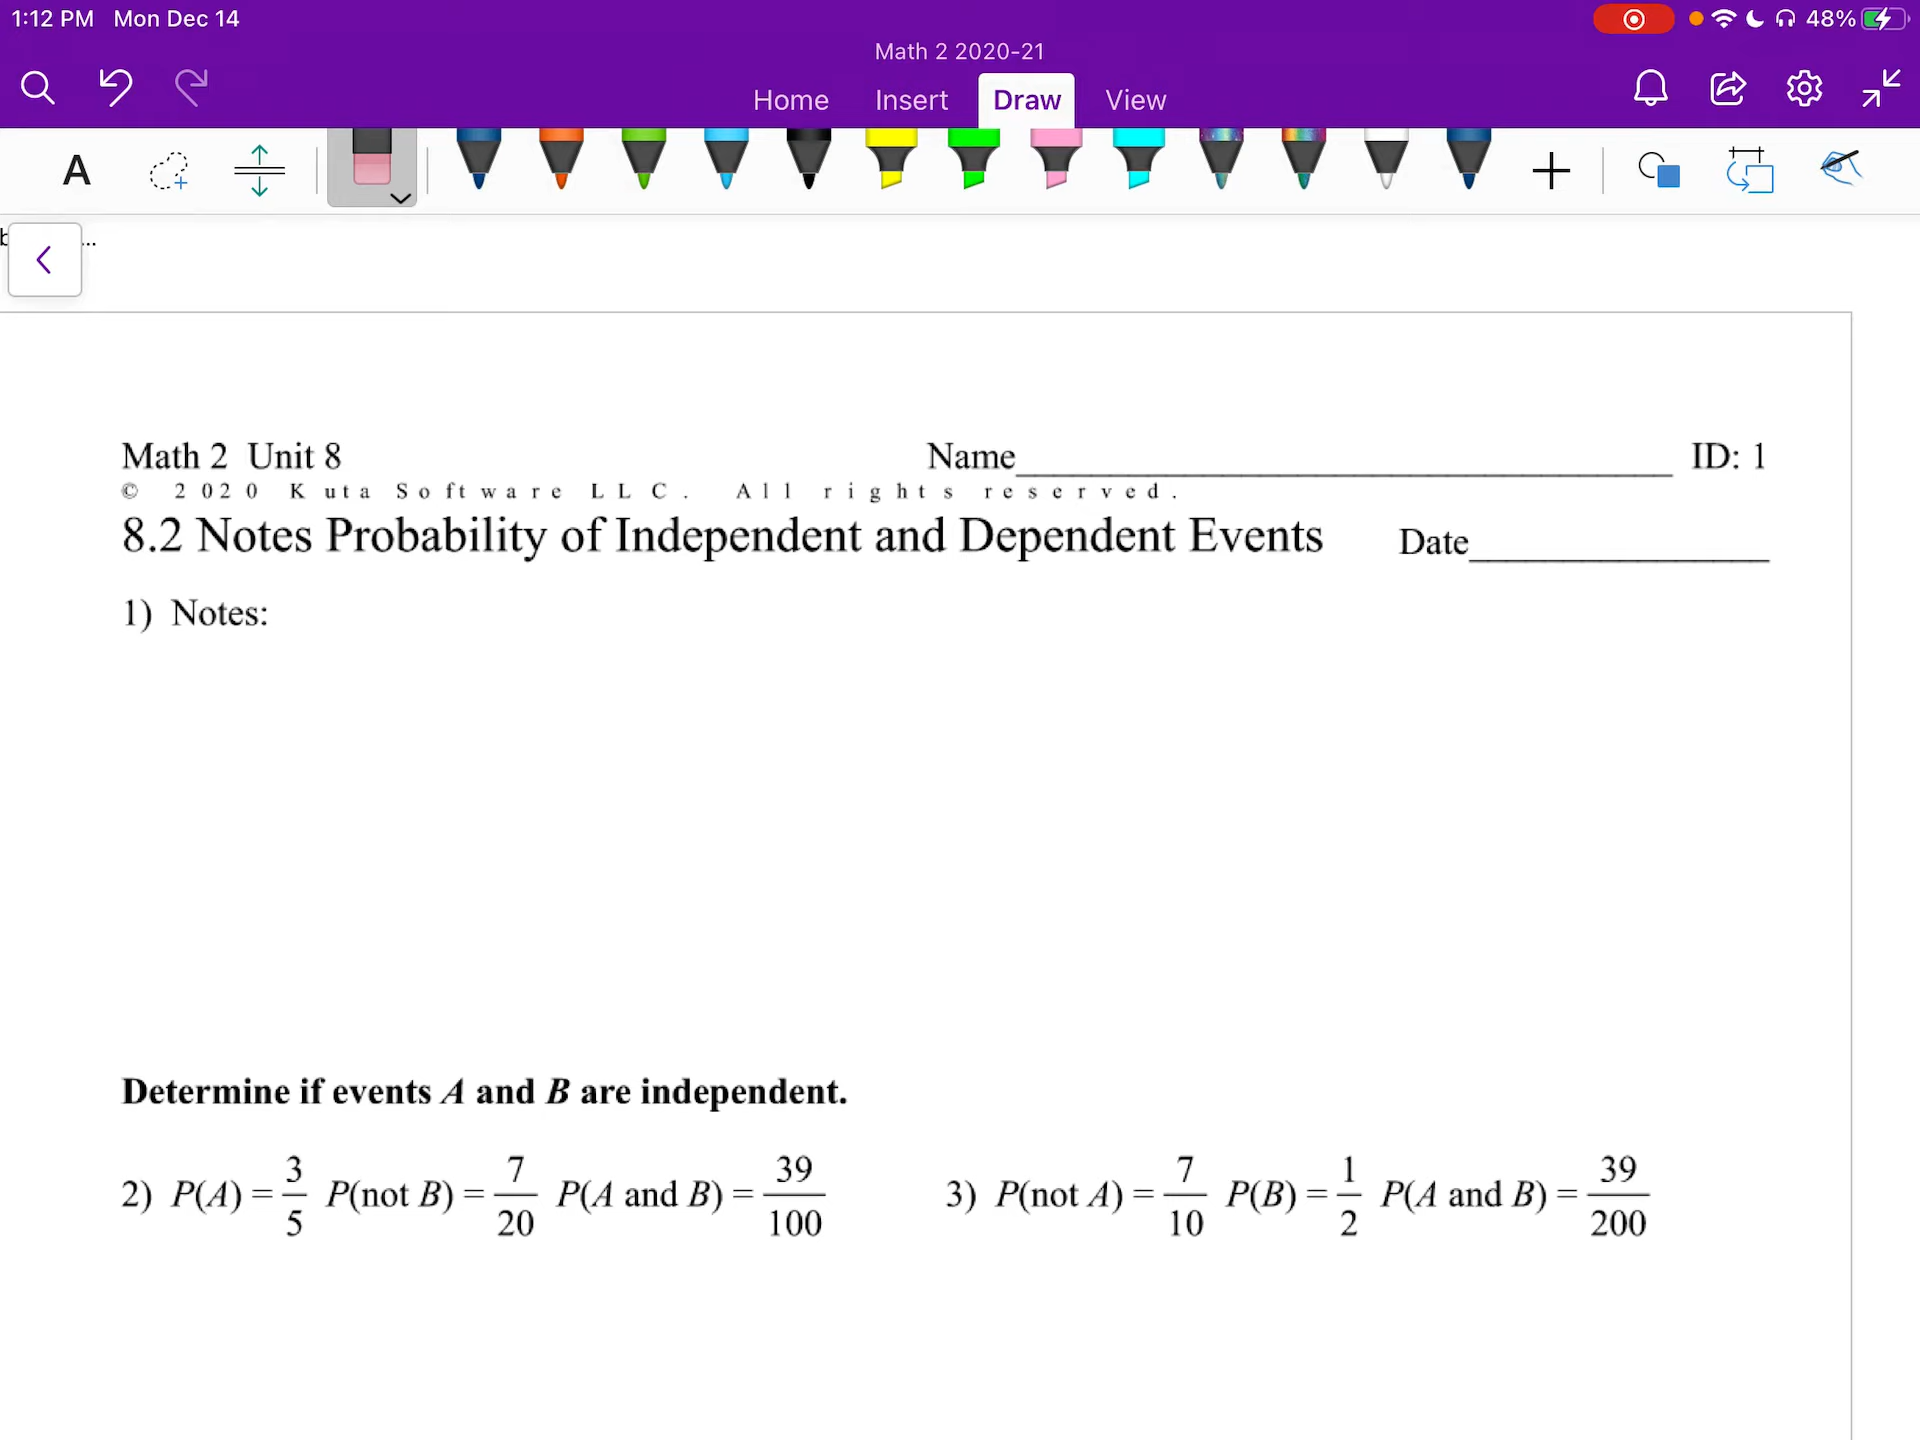 1:12 PM Mon Dec 14 48%
Math 2 2020-21
Home Insert Draw View
A
...
Math 2 Unit 8 Name ID: 1
© 2020 Kuta Software LLC. All rights reserved.
8.2 Notes Probability of Independent and Dependent Events Date
1) Notes:
Determine if events A and B are independent.
2) P(A) = 3/5 P(not B) = 7/20 P(A and B) = 39/100 3) P(not A) = 7/10 P(B) = 1/2 P(A and B) = 39/200